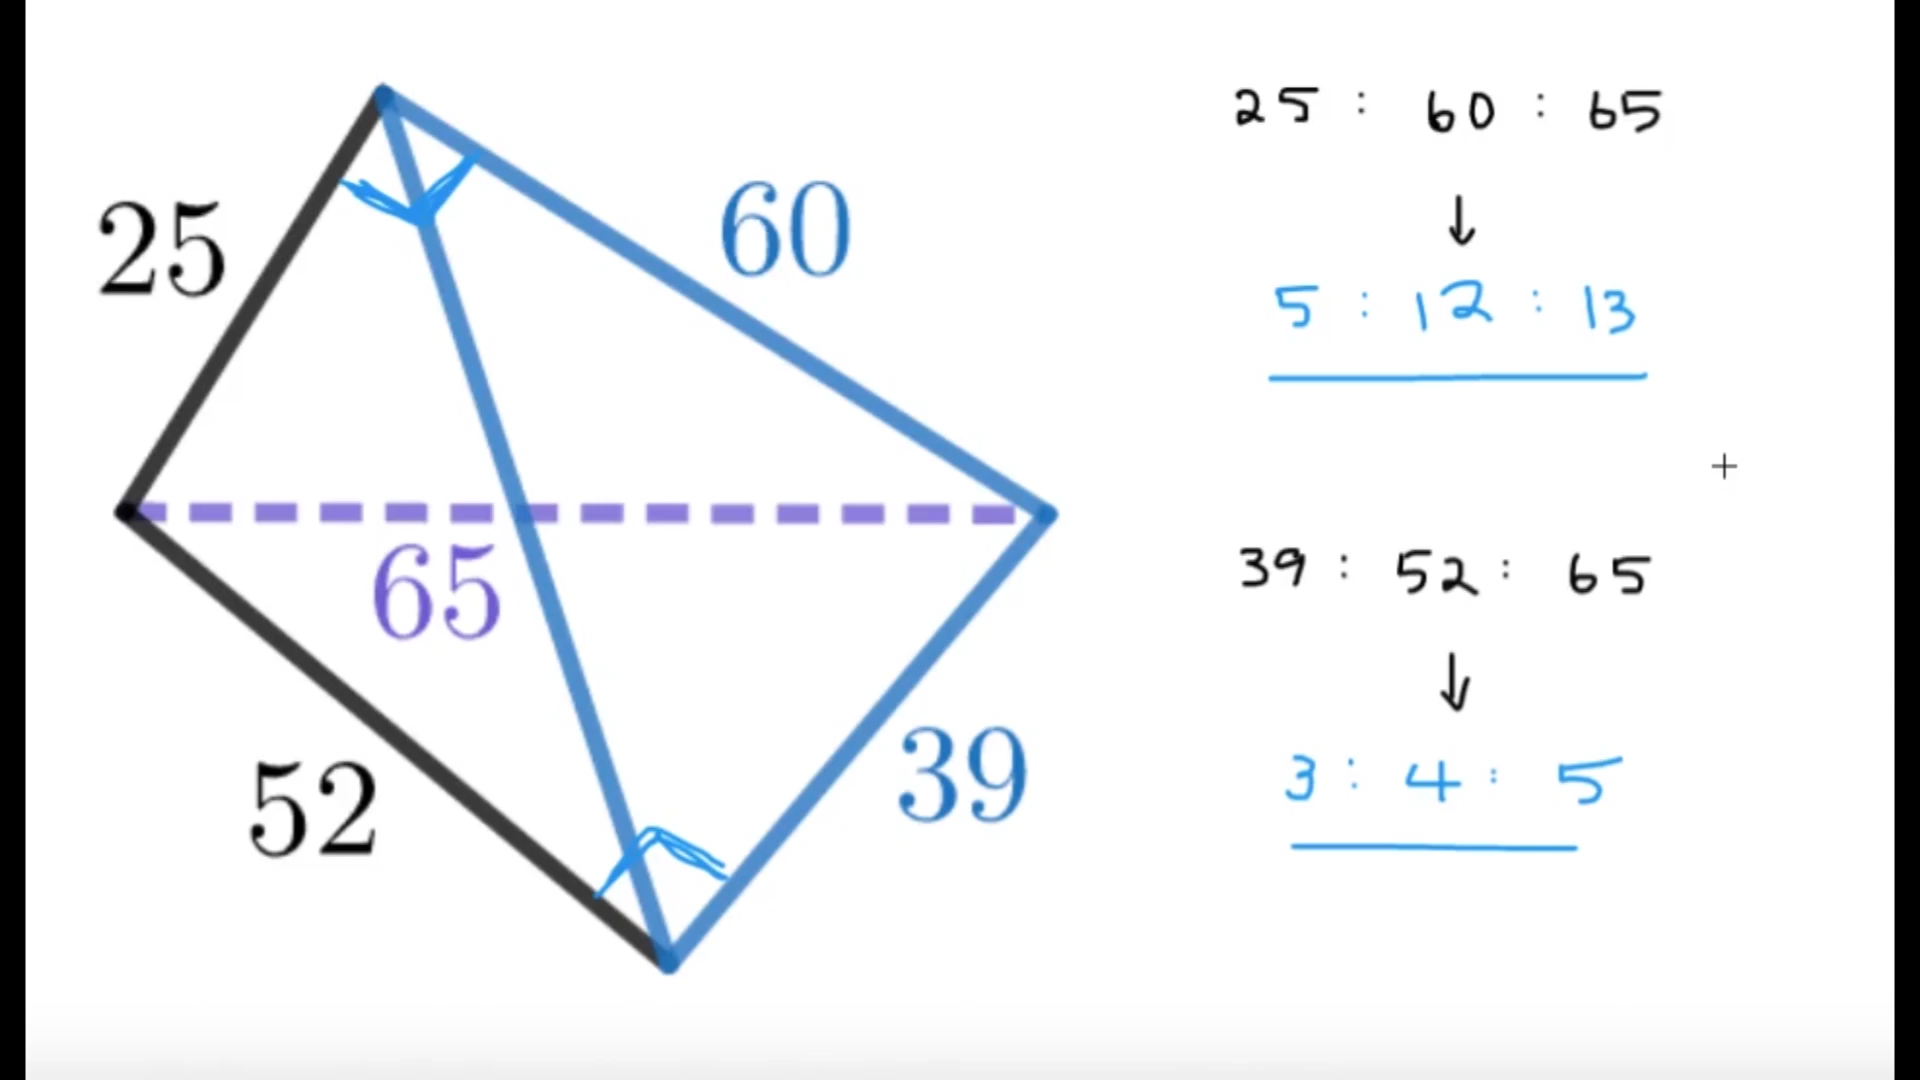 25 : 60 : 65
↓
5 : 12 : 13
25
60
65
52
39
39 : 52 : 65
↓
3 : 4 : 5